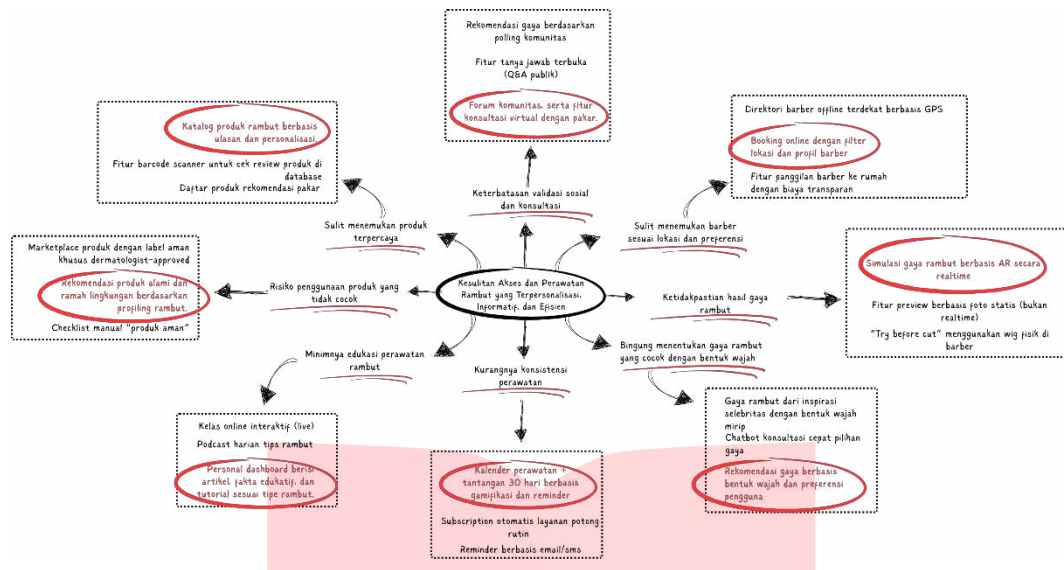 Rekomendasi gaya berdasarkan
polling komunitas
Fitur tanya jawab terbuka
(Q&A publik)
Forum komunitas, serta fitur
konsultasi virtual dengan pakar.
Katalog produk rambut berbasis
ulasan dan personalisasi.
Fitur barcode scanner untuk cek review produk di
database
Daftar produk rekomendasi pakar
Direktori barber offline terdekat berbasis GPS
Booking online dengan filter
lokasi dan profil barber
Fitur panggilan barber ke rumah
dengan biaya transparan
Keterbatasan validasi sosial
dan konsultasi
Sulit menemukan produk
terpercaya
Sulit menemukan barber
sesuai lokasi dan preferensi
Marketplace produk dengan label aman
khusus dermatologist-approved
Rekomendasi produk alami dan
ramah lingkungan berdasarkan
profiling rambut.
Checklist manual "produk aman"
Risiko penggunaan produk yang
tidak cocok
Kesulitan Akses dan Perawatan
Rambut yang Terpersonalisasi,
Informatif, dan Efisien
Ketidakpastian hasil gaya
rambut
Simulasi gaya rambut berbasis AR secara
realtime
Fitur preview berbasis foto statis (bukan
realtime)
"Try before cut" menggunakan wig fisik di
barber
Minimnya edukasi perawatan
rambut
Kurangnya konsistensi
perawatan
Bingung menentukan gaya rambut
yang cocok dengan bentuk wajah
Kelas online interaktif (live)
Podcast harian tips rambut
Personal dashboard berisi
artikel, fakta edukatif, dan
tutorial sesuai tipe rambut.
Kalender perawatan +
tantangan 30 hari berbasis
gamifikasi dan reminder
Subscription otomatis layanan potong
rutin
Reminder berbasis email/sms
Gaya rambut dari inspirasi
selebritas dengan bentuk wajah
mirip
Chatbot konsultasi cepat pilihan
gaya
Rekomendasi gaya berbasis
bentuk wajah dan preferensi
pengguna